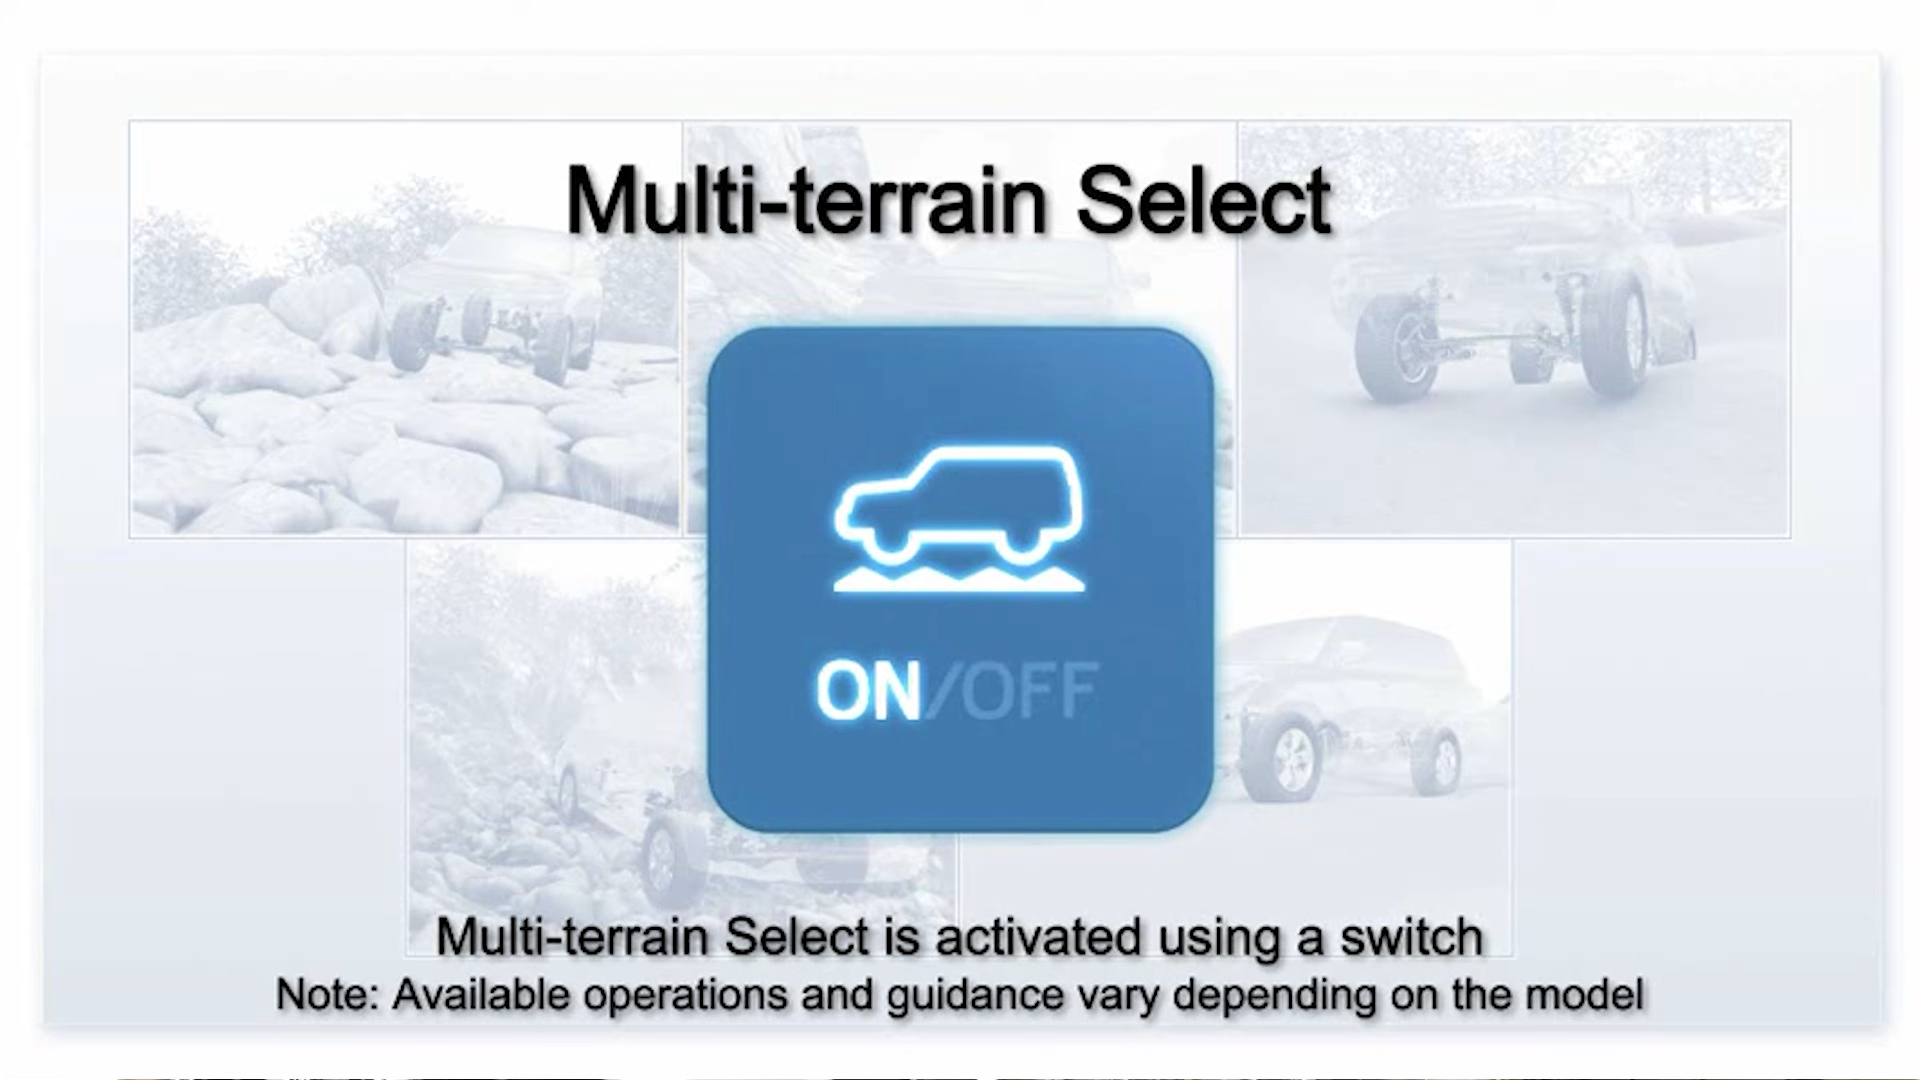 Multi-terrain Select
ON/OFF
Multi-terrain Select is activated using a switch
Note: Available operations and guidance vary depending on the model